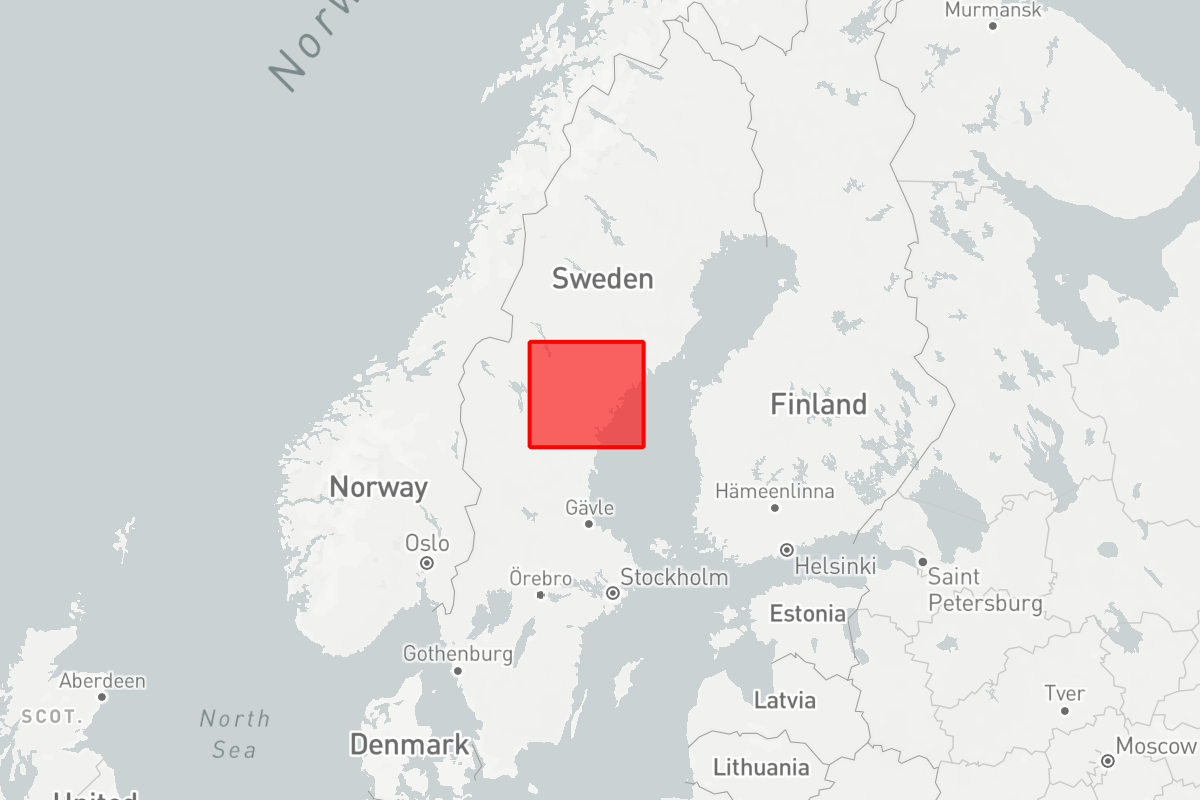 Murmansk
Norw
Sweden
Finland
Norway
Hämeenlinna
Gävle
Oslo
Helsinki
Örebro
Stockholm
Saint
Petersburg
Estonia
Gothenburg
Aberdeen
Tver
Latvia
SCOT.
North
Sea
Denmark
Moscow
Lithuania
United